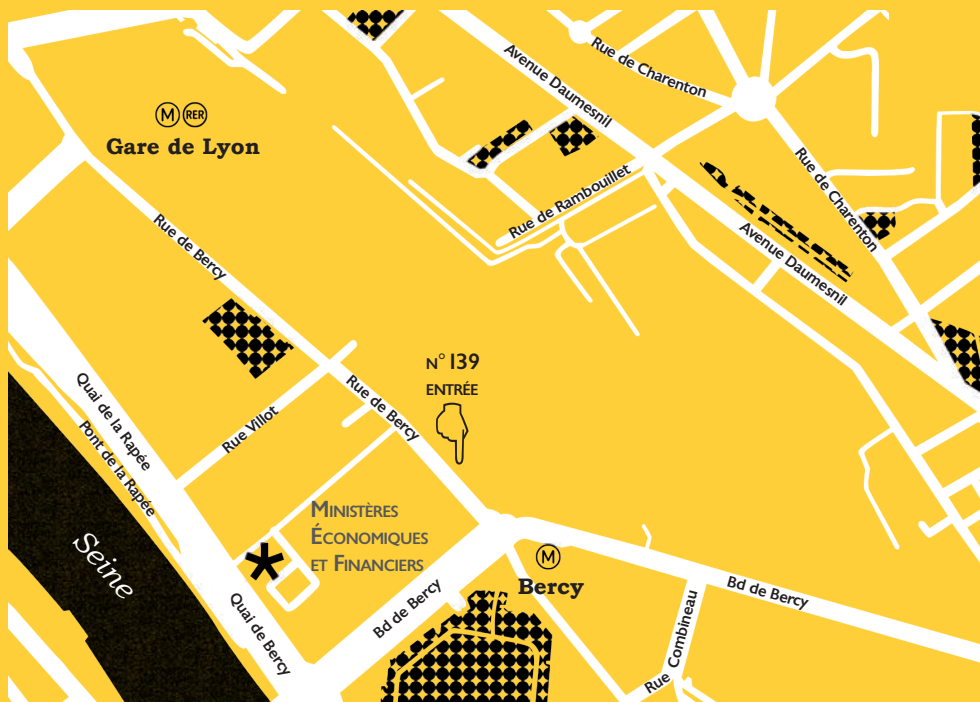 Avenue Daumesnil
Rue de Charenton
M RER
Gare de Lyon
Rue de Charenton
Rue de Rambouillet
Rue de Bercy
Avenue Daumesnil
N° 139
ENTRÉE
Quai de la Rapée
Rue de Bercy
Rue Villot
Pont de la Rapée
MINISTÈRES
ÉCONOMIQUES
ET FINANCIERS
Seine
M
Bercy
Bd de Bercy
Bd de Bercy
Quai de Bercy
Rue Combineau